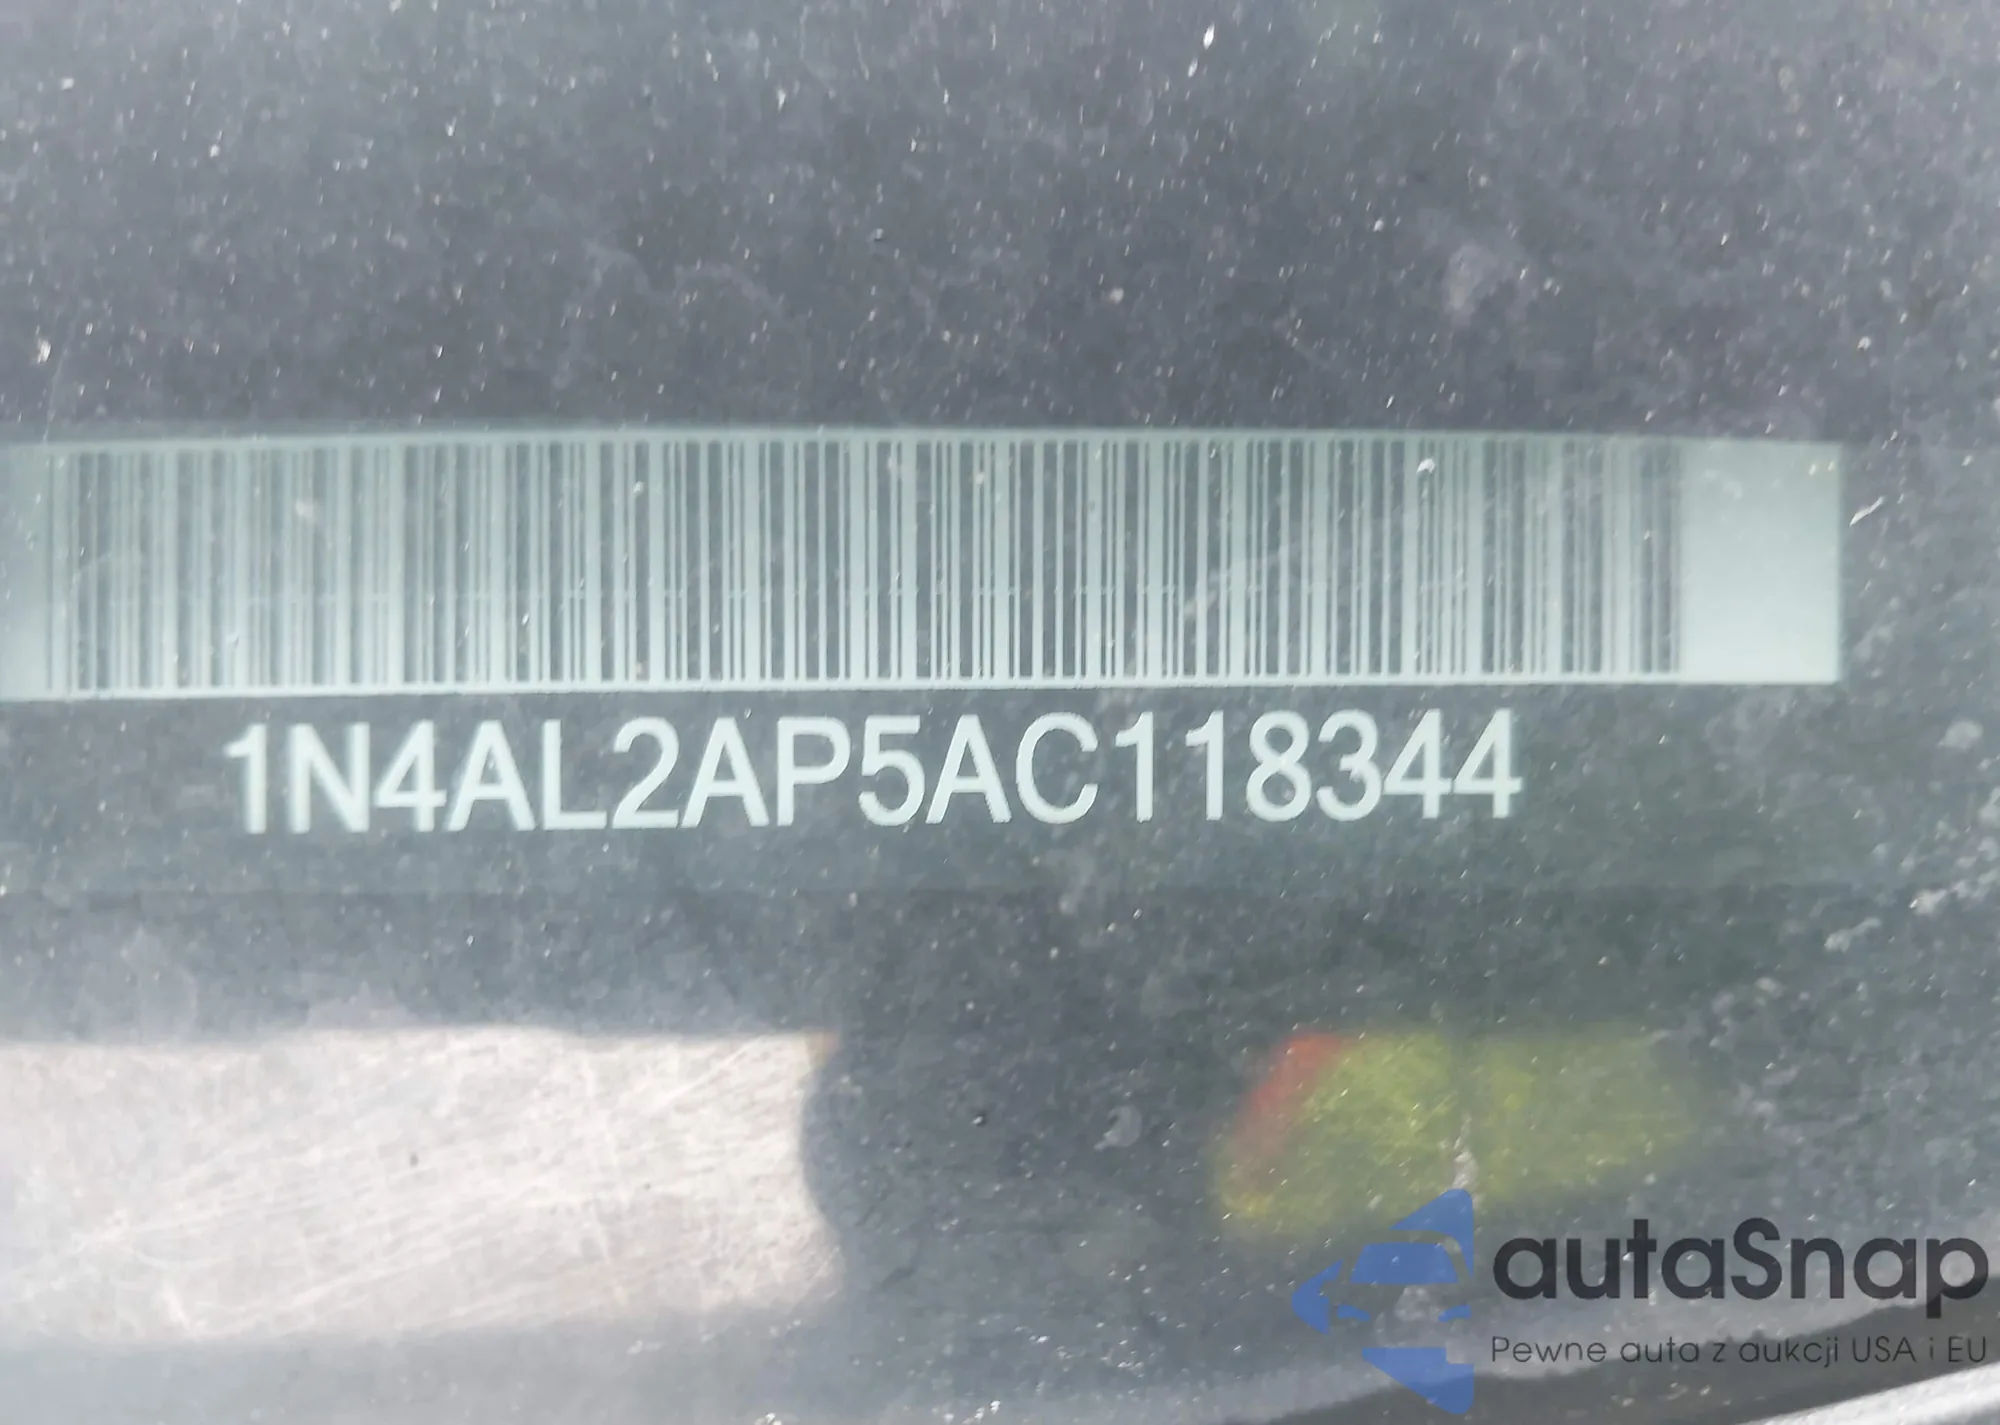 1N4AL2AP5AC118344
autaSnap
Pewne auta z aukcji USA i EU